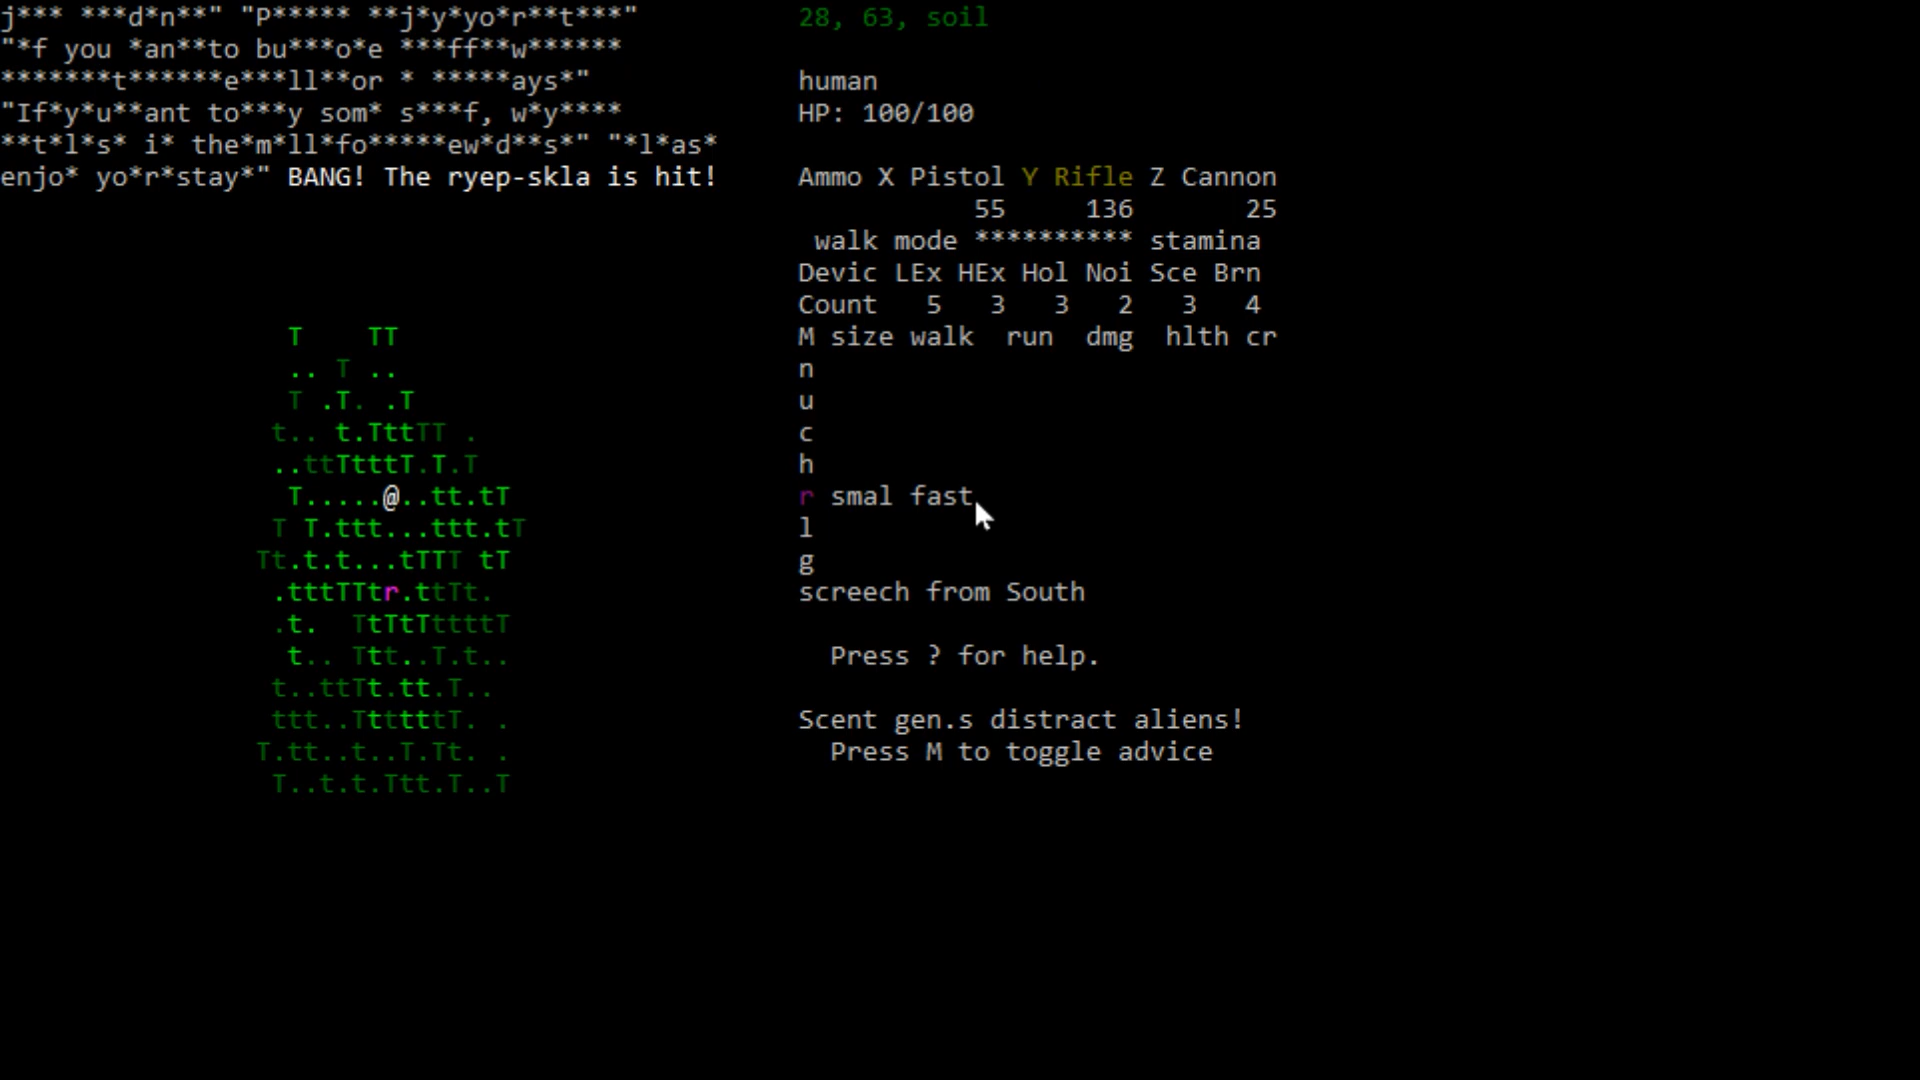 j*** ***d*n**" "P***** **j*y*yo*r**t***"
"*f you *an**to bu***o*e ***ff**w******
*******t******e***ll**or * *****ays*"
"If*y*u**ant to***y som* s***f, w*y****
**t*l*s* i* the*m*ll*fo*****ew*d**s*" "*l*as*
enjo* yo*r*stay*" BANG! The ryep-skla is hit!
28, 63, soil
human
HP: 100/100
Ammo X Pistol Y Rifle Z Cannon
55 136 25
walk mode ********** stamina
Devic LEx HEx Hol Noi Sce Brn
Count 5 3 3 2 3 4
M size walk run dmg hlth cr
n
u
c
h
r smal fast
l
g
screech from South
Press ? for help.
Scent gen.s distract aliens!
Press M to toggle advice
T    TT
.. T ..
T .T. .T
t.. t.TttTT .
..ttTtttT.T.T
T.....@..tt.tT
T T.ttt...ttt.tT
Tt.t.t...tTTT tT
.tttTTtr.ttTt.
.t.  TtTtTttttT
t.. Ttt..T.t..
t..ttTt.tt.T..
ttt..TtttttT. .
T.tt..t..T.Tt. .
T..t.t.Ttt.T..T